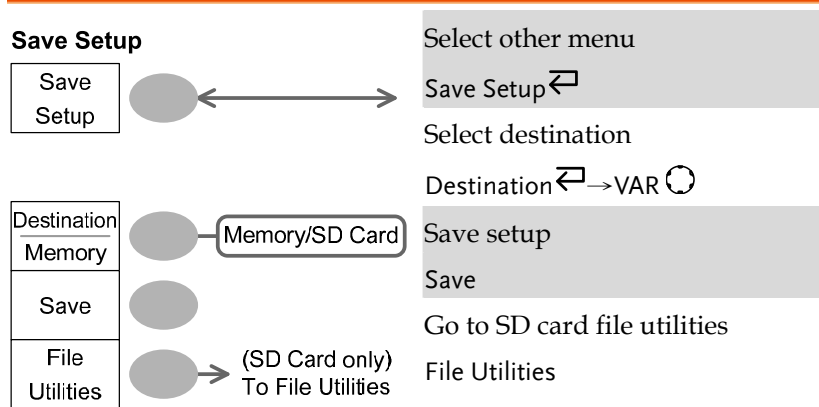 Save Setup
Save
Setup
Destination
Memory
Memory/SD Card
Save
File
Utilities
(SD Card only)
To File Utilities
Select other menu
Save Setup
Select destination
Destination → VAR
Save setup
Save
Go to SD card file utilities
File Utilities